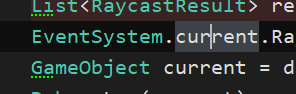 List<RaycastResult> re
EventSystem.current.Ra
GameObject current = d